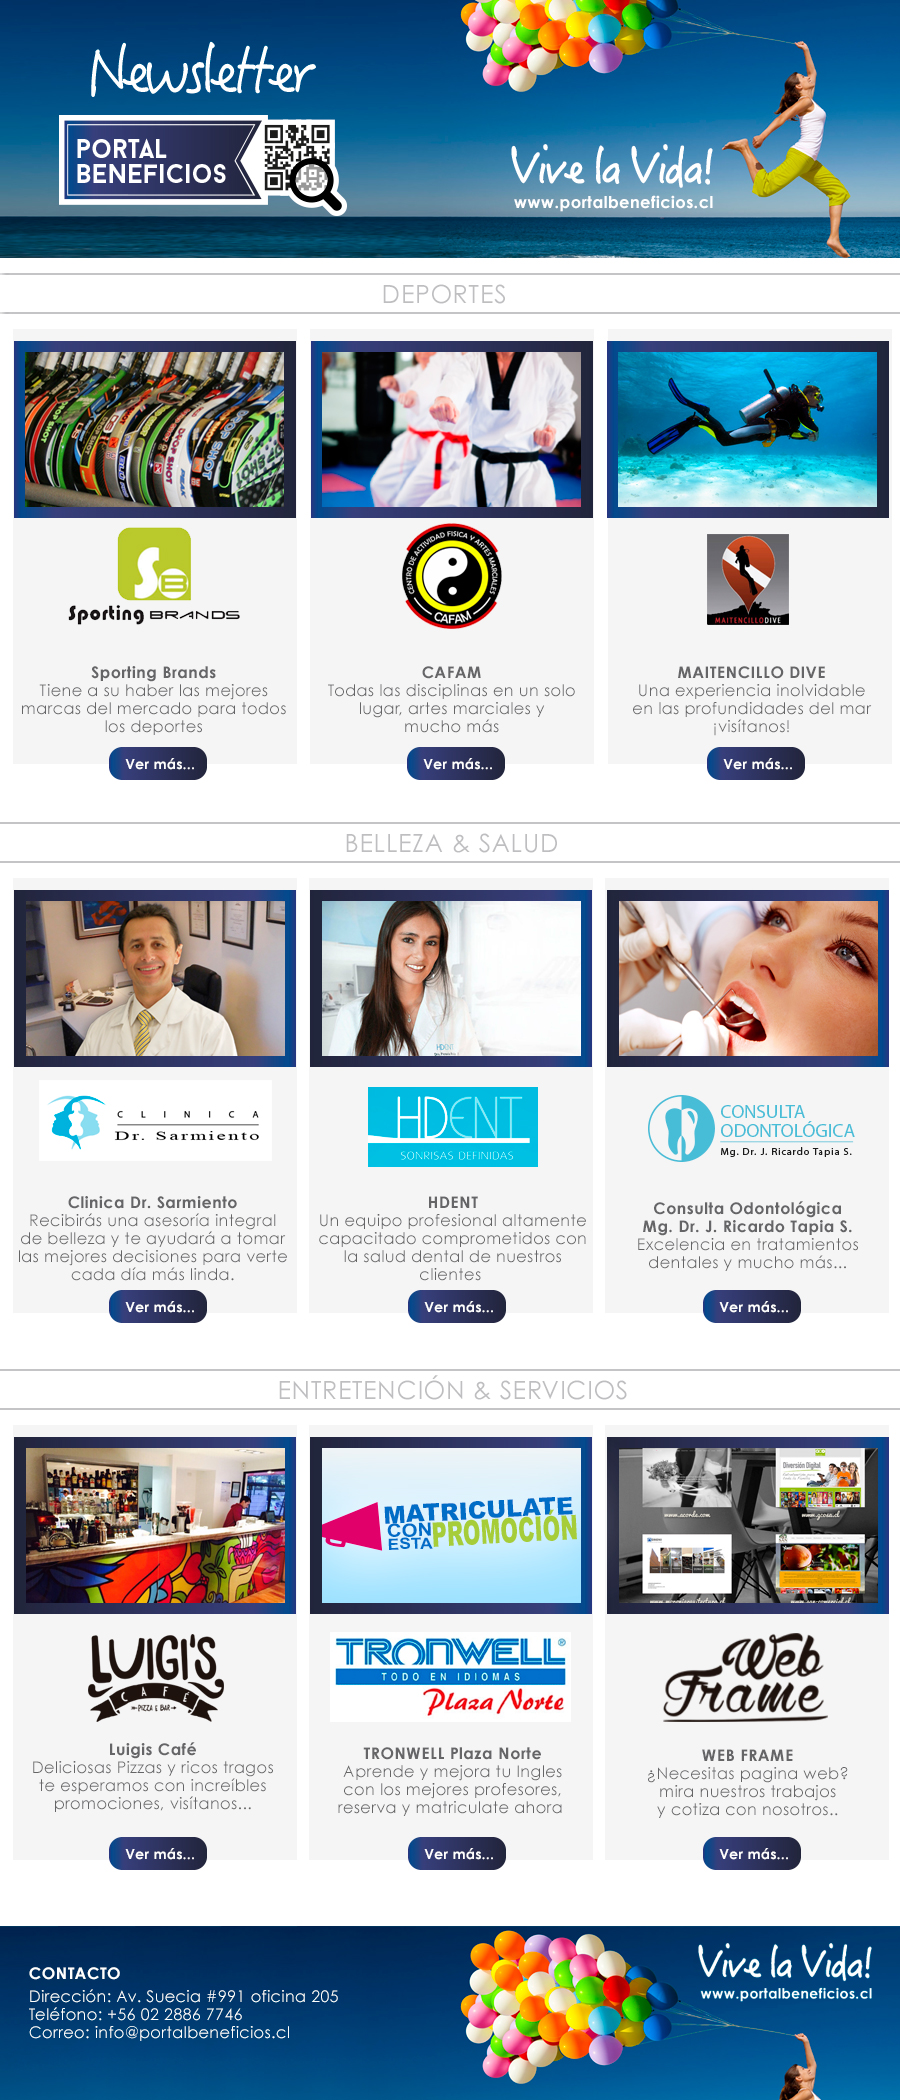 Newsletter
PORTAL
BENEFICIOS
Vive la Vida!
www.portalbeneficios.cl
DEPORTES
DROP SHOT
DROP SHOT
Sporting BRANDS
CENTRO DE ACTIVIDAD FISICA Y ARTES MARCIALES
CAFAM
MAITENCILLODIVE
Sporting Brands
Tiene a su haber las mejores
marcas del mercado para todos
los deportes
CAFAM
Todas las disciplinas en un solo
lugar, artes marciales y
mucho más
MAITENCILLO DIVE
Una experiencia inolvidable
en las profundidades del mar
¡visítanos!
Ver más...
Ver más...
Ver más...
BELLEZA & SALUD
HDENT
CLINICA
Dr. Sarmiento
HDENT
SONRISAS DEFINIDAS
CONSULTA
ODONTOLÓGICA
Mg. Dr. J. Ricardo Tapia S.
Clinica Dr. Sarmiento
Recibirás una asesoría integral
de belleza y te ayudará a tomar
las mejores decisiones para verte
cada día más linda.
HDENT
Un equipo profesional altamente
capacitado comprometidos con
la salud dental de nuestros
clientes
Consulta Odontológica
Mg. Dr. J. Ricardo Tapia S.
Excelencia en tratamientos
dentales y mucho más...
Ver más...
Ver más...
Ver más...
ENTRETENCIÓN & SERVICIOS
MATRICULATE
CON
ESTA PROMOCIÓN
Diversión Digital
LUIGI'S
CAFÉ
PIZZA & BAR
TRONWELL®
TODO EN IDIOMAS
Plaza Norte
Web
Frame
Luigis Café
Deliciosas Pizzas y ricos tragos
te esperamos con increíbles
promociones, visítanos...
TRONWELL Plaza Norte
Aprende y mejora tu Ingles
con los mejores profesores,
reserva y matriculate ahora
WEB FRAME
¿Necesitas pagina web?
mira nuestros trabajos
y cotiza con nosotros..
Ver más...
Ver más...
Ver más...
CONTACTO
Dirección: Av. Suecia #991 oficina 205
Teléfono: +56 02 2886 7746
Correo: info@portalbeneficios.cl
Vive la Vida!
www.portalbeneficios.cl